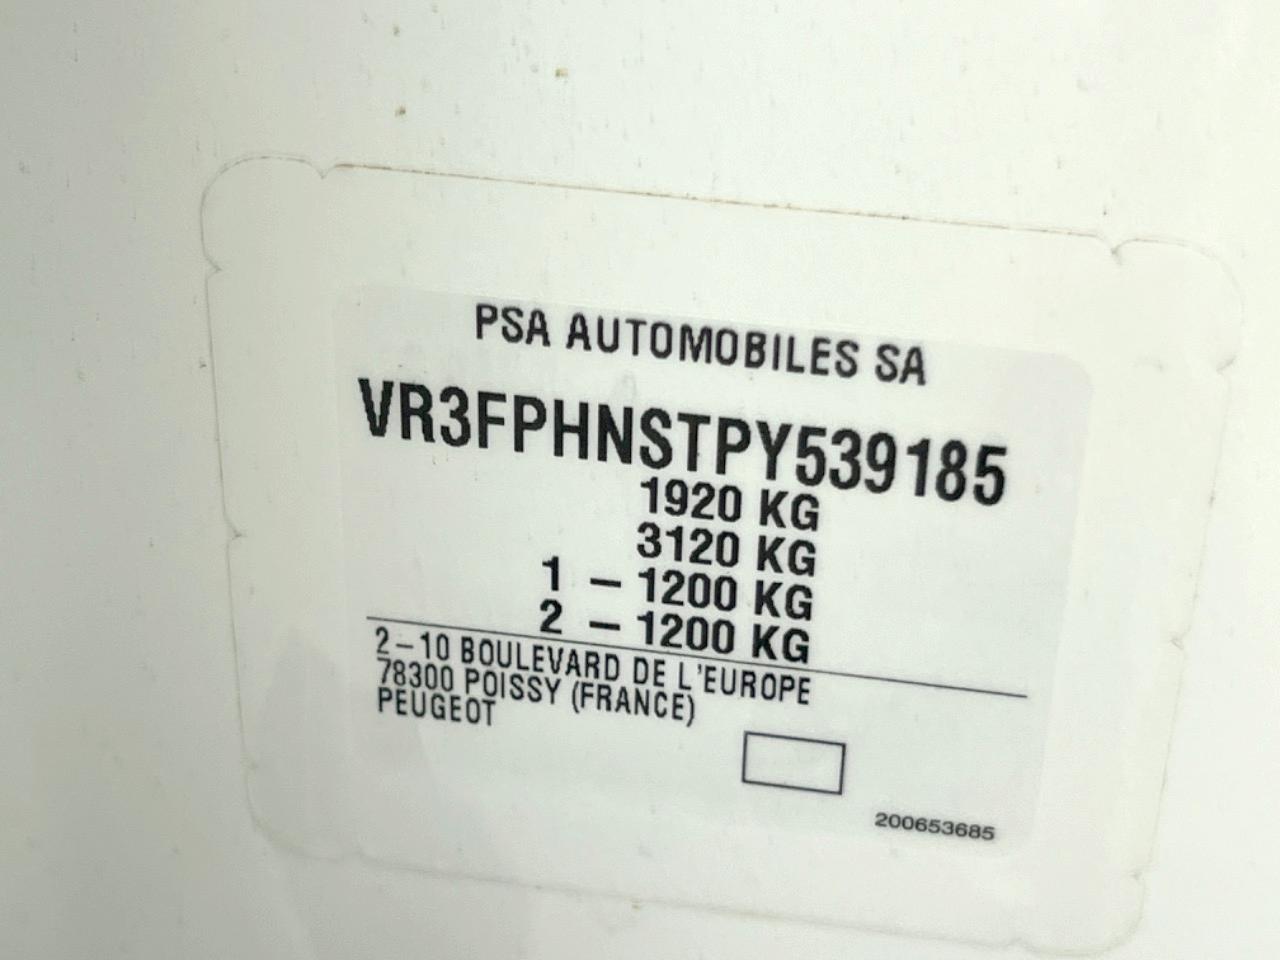 PSA AUTOMOBILES SA
VR3FPHNSTPY539185
1920 KG
3120 KG
1 – 1200 KG
2 – 1200 KG
2–10 BOULEVARD DE L'EUROPE
78300 POISSY (FRANCE)
PEUGEOT
200653685